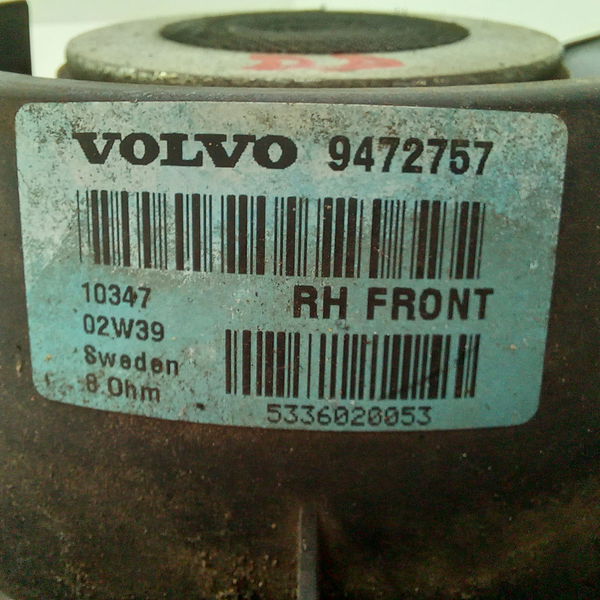 VOLVO 9472757
10347 RH FRONT
02W39
Sweden
8 Ohm
5336020053